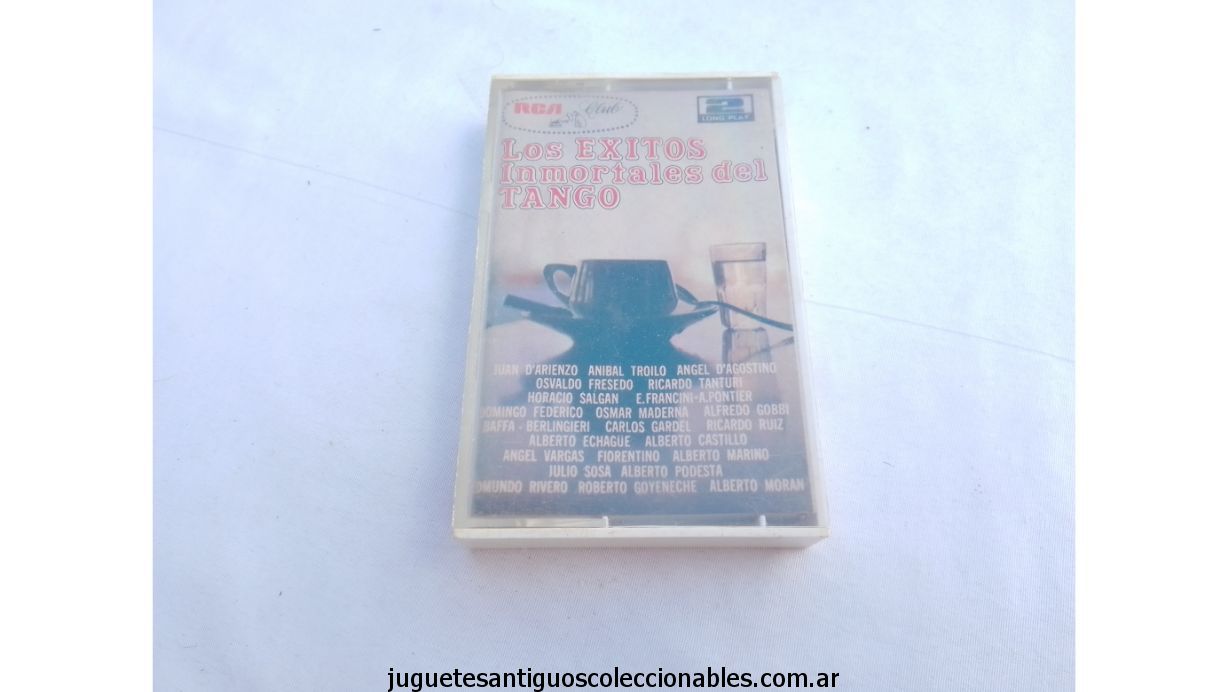 RCA Club
2
LONG PLAY
Los EXITOS
Inmortales del
TANGO
JUAN D'ARIENZO ANIBAL TROILO ANGEL D'AGOSTINO
OSVALDO FRESEDO RICARDO TANTURI
HORACIO SALGAN E.FRANCINI-A.PONTIER
DOMINGO FEDERICO OSMAR MADERNA ALFREDO GOBBI
BAFFA - BERLINGIERI CARLOS GARDEL RICARDO RUIZ
ALBERTO ECHAGUE ALBERTO CASTILLO
ANGEL VARGAS FIORENTINO ALBERTO MARINO
JULIO SOSA ALBERTO PODESTA
EDMUNDO RIVERO ROBERTO GOYENECHE ALBERTO MORAN
juguetesantiguoscoleccionables.com.ar